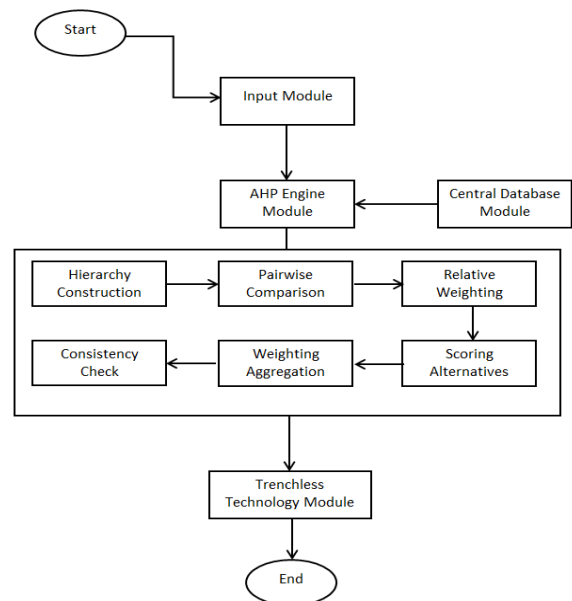 Start
Input Module
AHP Engine
Module
Central Database
Module
Hierarchy
Construction
Pairwise
Comparison
Relative
Weighting
Consistency
Check
Weighting
Aggregation
Scoring
Alternatives
Trenchless
Technology Module
End